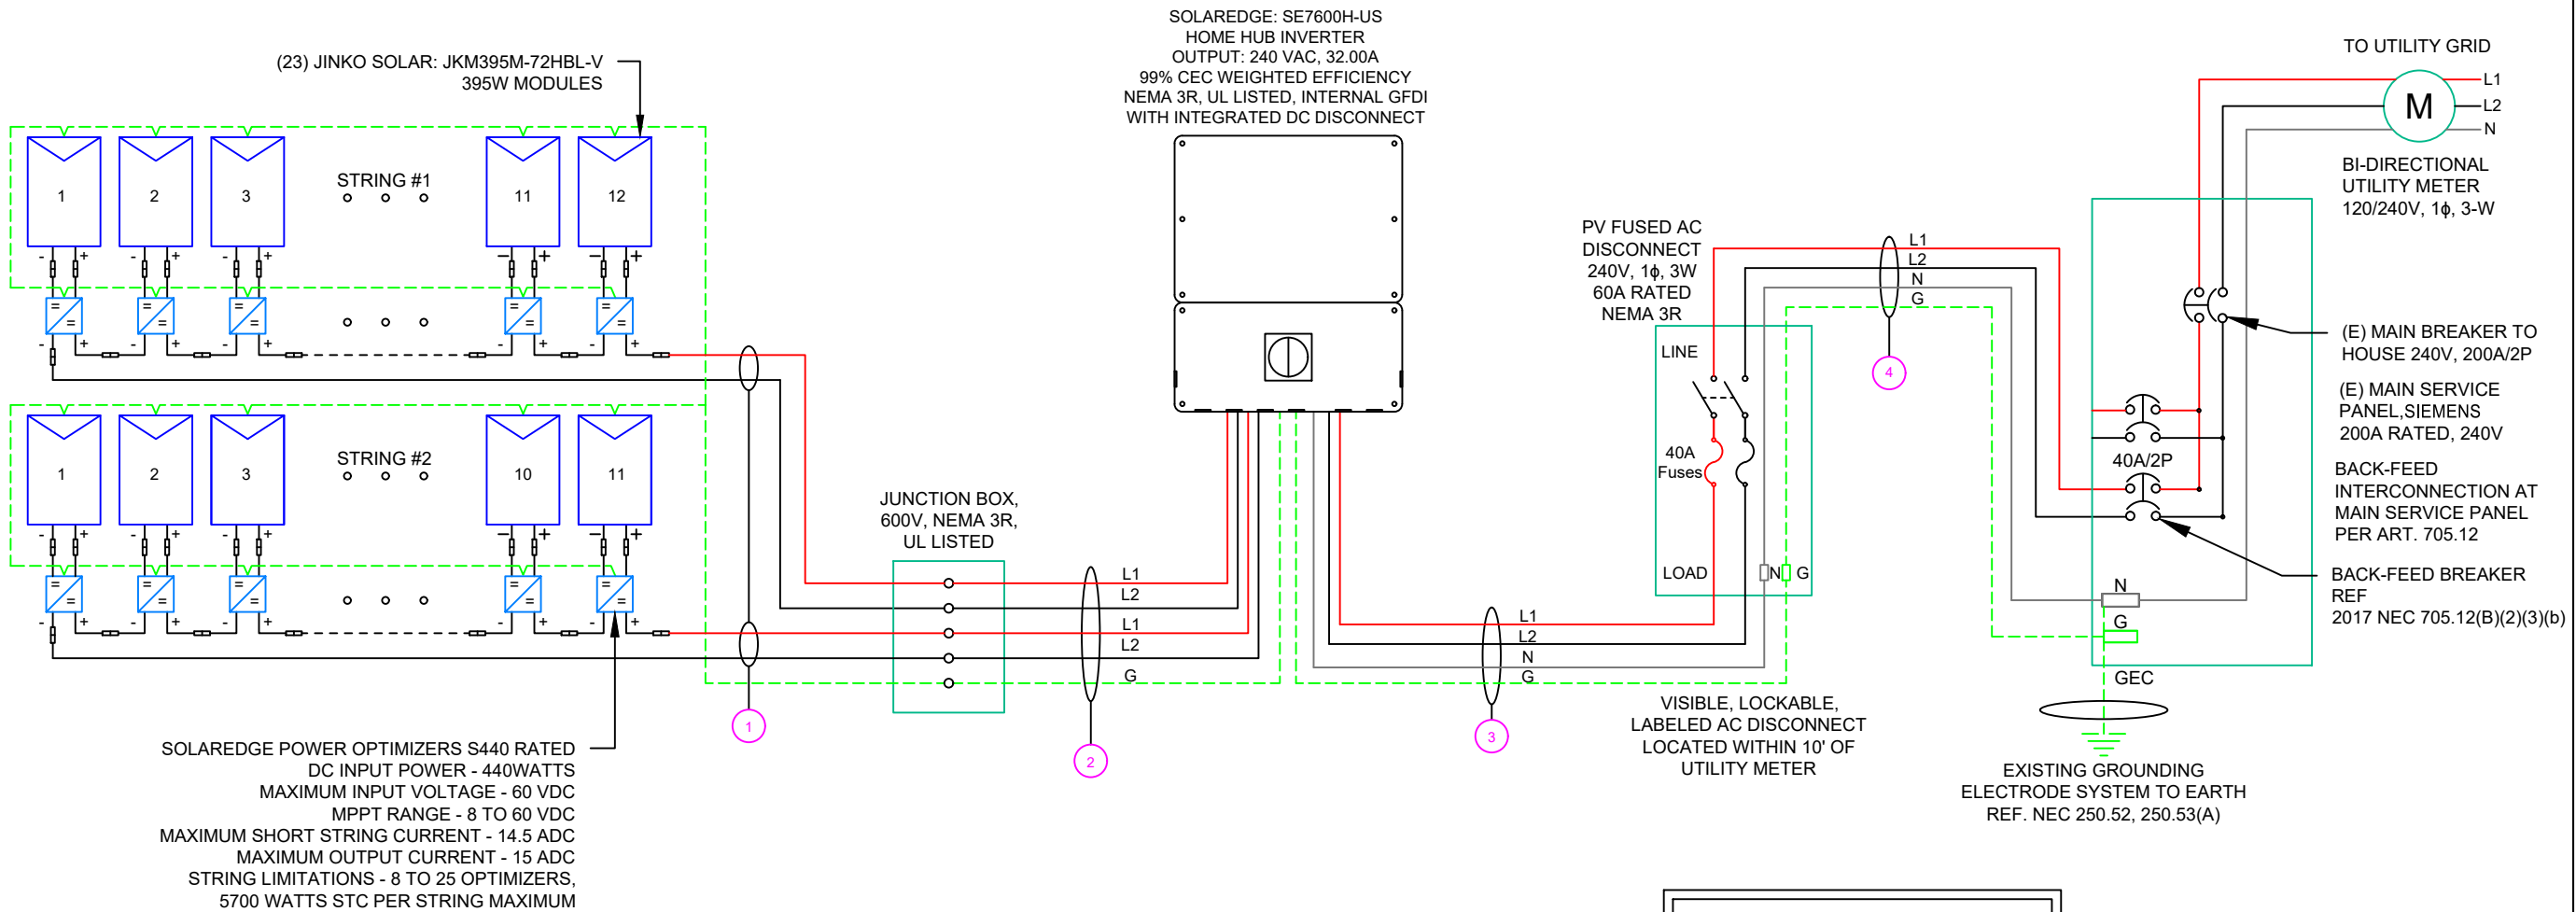 SOLAREDGE: SE7600H-US
HOME HUB INVERTER
OUTPUT: 240 VAC, 32.00A
99% CEC WEIGHTED EFFICIENCY
NEMA 3R, UL LISTED, INTERNAL GFDI
WITH INTEGRATED DC DISCONNECT
(23) JINKO SOLAR: JKM395M-72HBL-V
395W MODULES
1
2
3
STRING #1
11
12
- +
- +
- +
- +
- +
= =
= =
= =
= =
= =
- +
- +
- +
- +
- +
1
2
3
STRING #2
10
11
- +
- +
- +
- +
- +
= =
= =
= =
= =
= =
- +
- +
- +
- +
- +
SOLAREDGE POWER OPTIMIZERS S440 RATED
DC INPUT POWER - 440WATTS
MAXIMUM INPUT VOLTAGE - 60 VDC
MPPT RANGE - 8 TO 60 VDC
MAXIMUM SHORT STRING CURRENT - 14.5 ADC
MAXIMUM OUTPUT CURRENT - 15 ADC
STRING LIMITATIONS - 8 TO 25 OPTIMIZERS,
5700 WATTS STC PER STRING MAXIMUM
1
JUNCTION BOX,
600V, NEMA 3R,
UL LISTED
L1
L2
L1
L2
G
2
L1
L2
N
G
3
PV FUSED AC
DISCONNECT
240V, 1ϕ, 3W
60A RATED
NEMA 3R
LINE
40A
Fuses
LOAD
N
G
VISIBLE, LOCKABLE,
LABELED AC DISCONNECT
LOCATED WITHIN 10' OF
UTILITY METER
L1
L2
N
G
4
TO UTILITY GRID
L1
L2
N
M
BI-DIRECTIONAL
UTILITY METER
120/240V, 1ϕ, 3-W
(E) MAIN BREAKER TO
HOUSE 240V, 200A/2P
(E) MAIN SERVICE
PANEL,SIEMENS
200A RATED, 240V
40A/2P
BACK-FEED
INTERCONNECTION AT
MAIN SERVICE PANEL
PER ART. 705.12
BACK-FEED BREAKER
REF
2017 NEC 705.12(B)(2)(3)(b)
N
G
GEC
EXISTING GROUNDING
ELECTRODE SYSTEM TO EARTH
REF. NEC 250.52, 250.53(A)